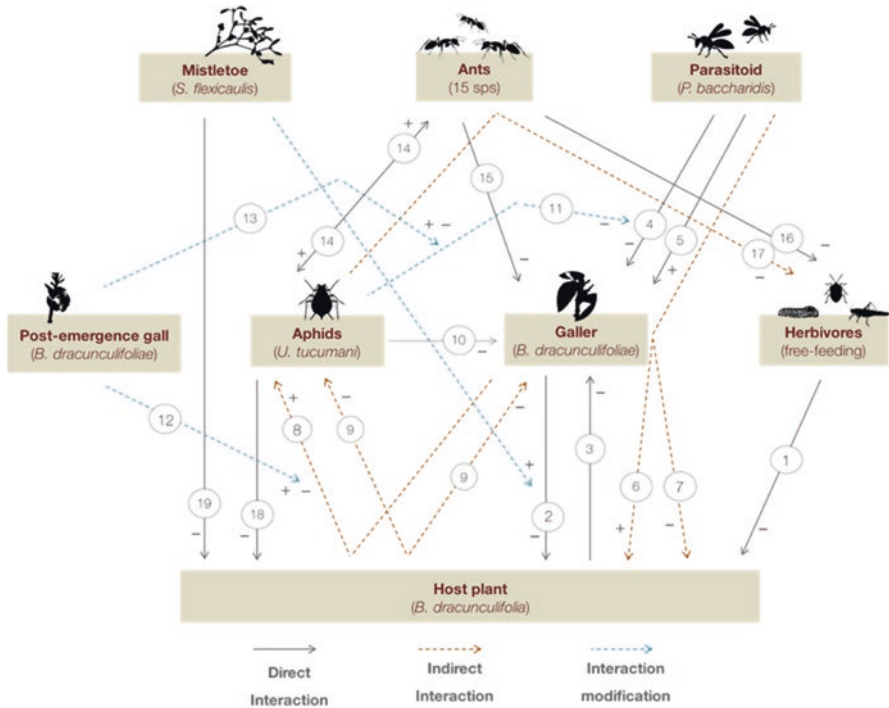 Mistletoe
(S. flexicaulis)
Ants
(15 sps)
Parasitoid
(P. baccharidis)
+
14
15
13
+ -
11
-
4
5
16
17
-
14
+
-
-
+
-
Post-emergence gall
(B. dracunculifoliae)
Aphids
(U. tucumani)
10
-
Galler
(B. dracunculifoliae)
Herbivores
(free-feeding)
12
+ -
+
8
-
9
-
9
-
3
1
19
-
18
-
+
2
-
6
+
7
-
-
Host plant
(B. dracunculifolia)
Direct
Interaction
Indirect
Interaction
Interaction
modification